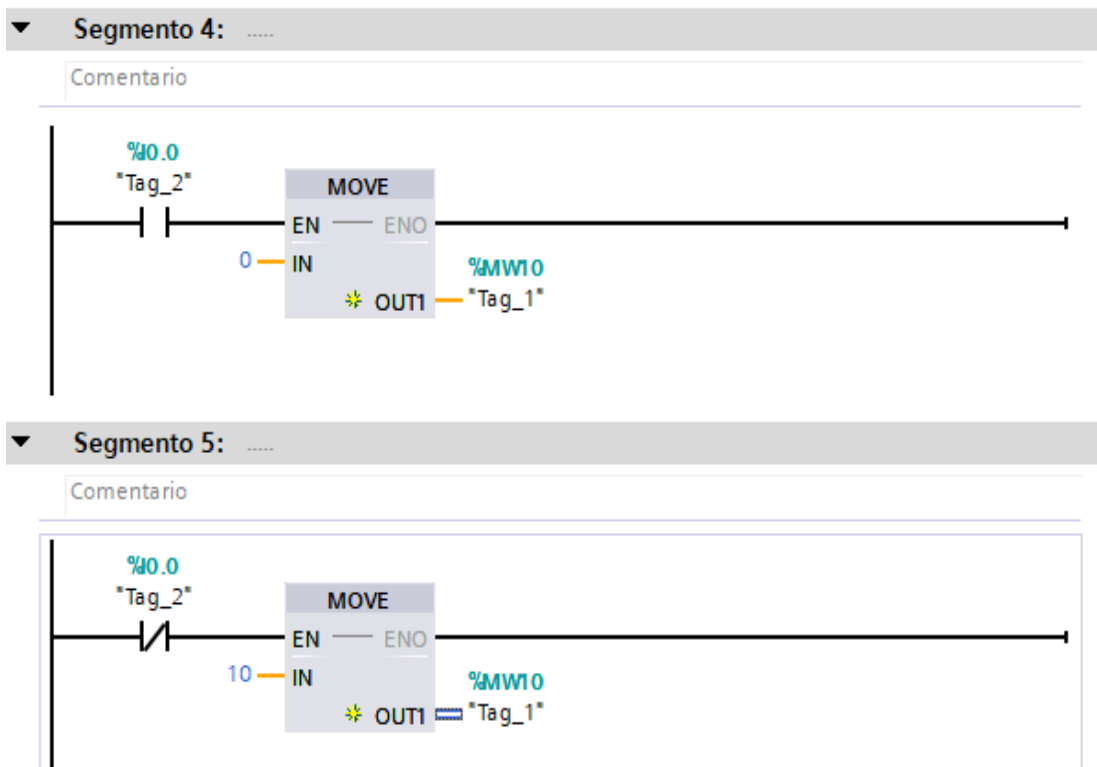 Segmento 4: .....
Comentario
%I0.0
"Tag_2"
MOVE
EN ENO
0 IN
%MW10
OUT1 "Tag_1"
Segmento 5: .....
Comentario
%I0.0
"Tag_2"
MOVE
EN ENO
10 IN
%MW10
OUT1 "Tag_1"